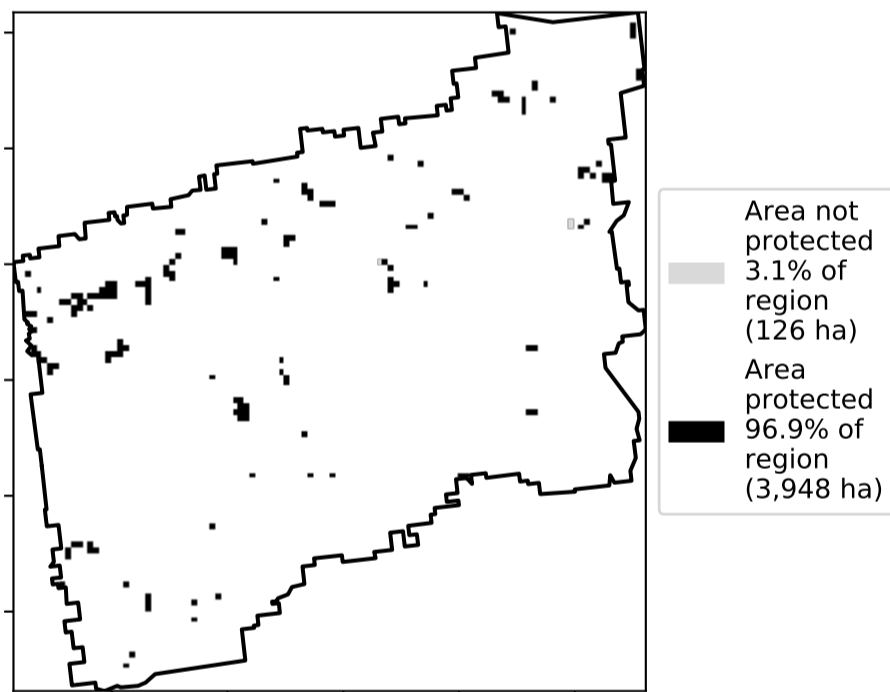 Area not
protected
3.1% of
region
(126 ha)
Area
protected
96.9% of
region
(3,948 ha)